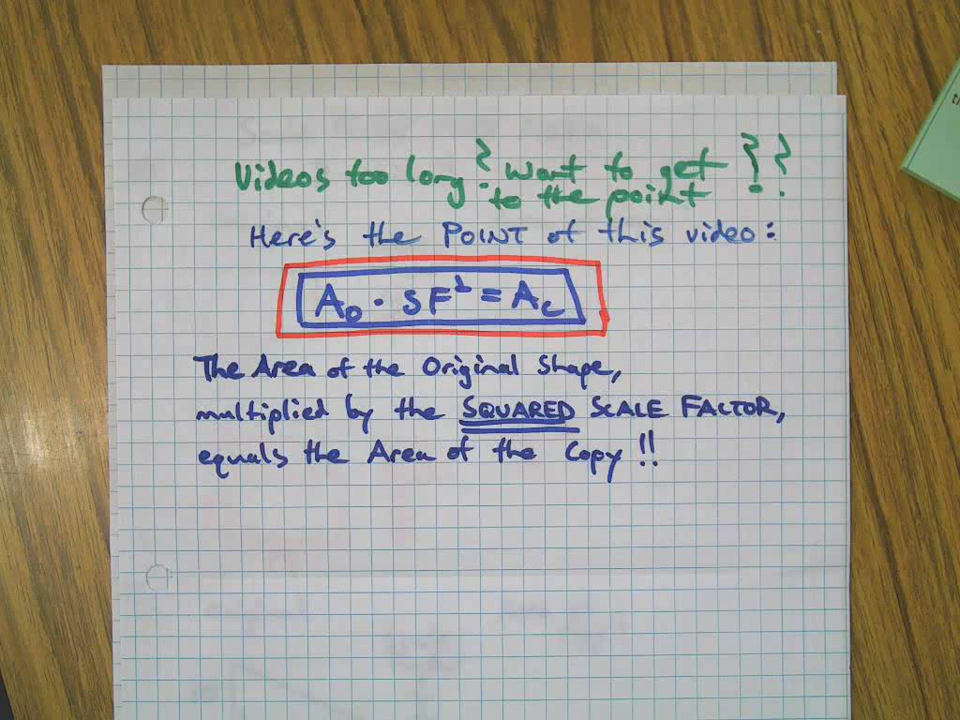 Videos too long? Want to get
to the point ??
Here's the POINT of this video:
A₀ · SF² = A_c
The Area of the Original Shape,
multiplied by the SQUARED SCALE FACTOR,
equals the Area of the Copy !!